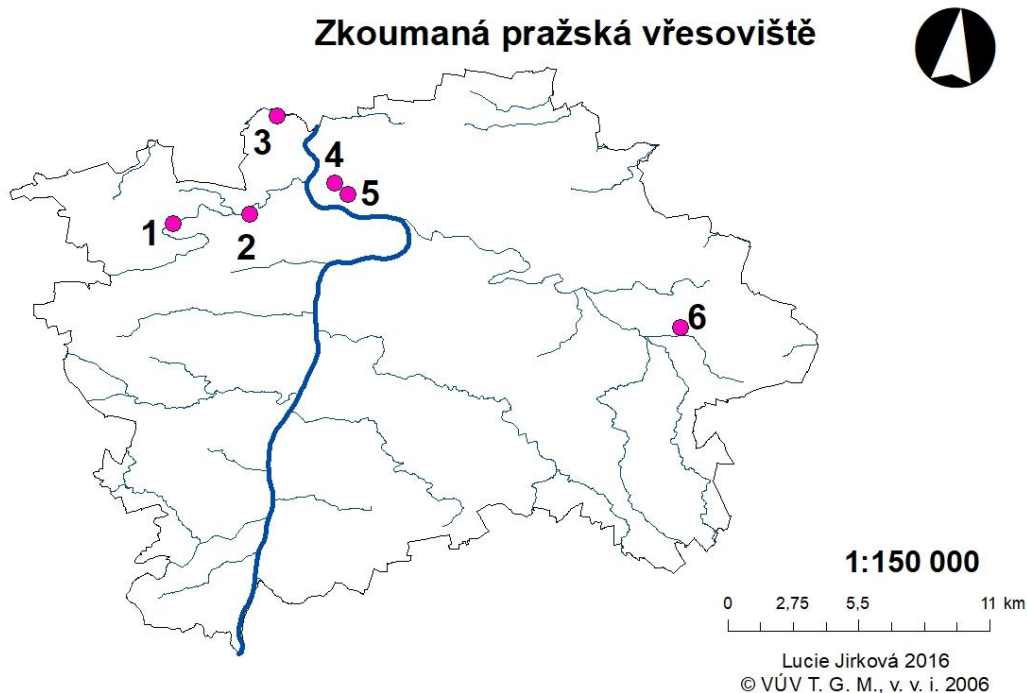 Zkoumaná pražská vřesoviště
3
4
5
1
2
6
1:150 000
0 2,75 5,5 11 km
Lucie Jirková 2016
© VÚV T. G. M., v. v. i. 2006